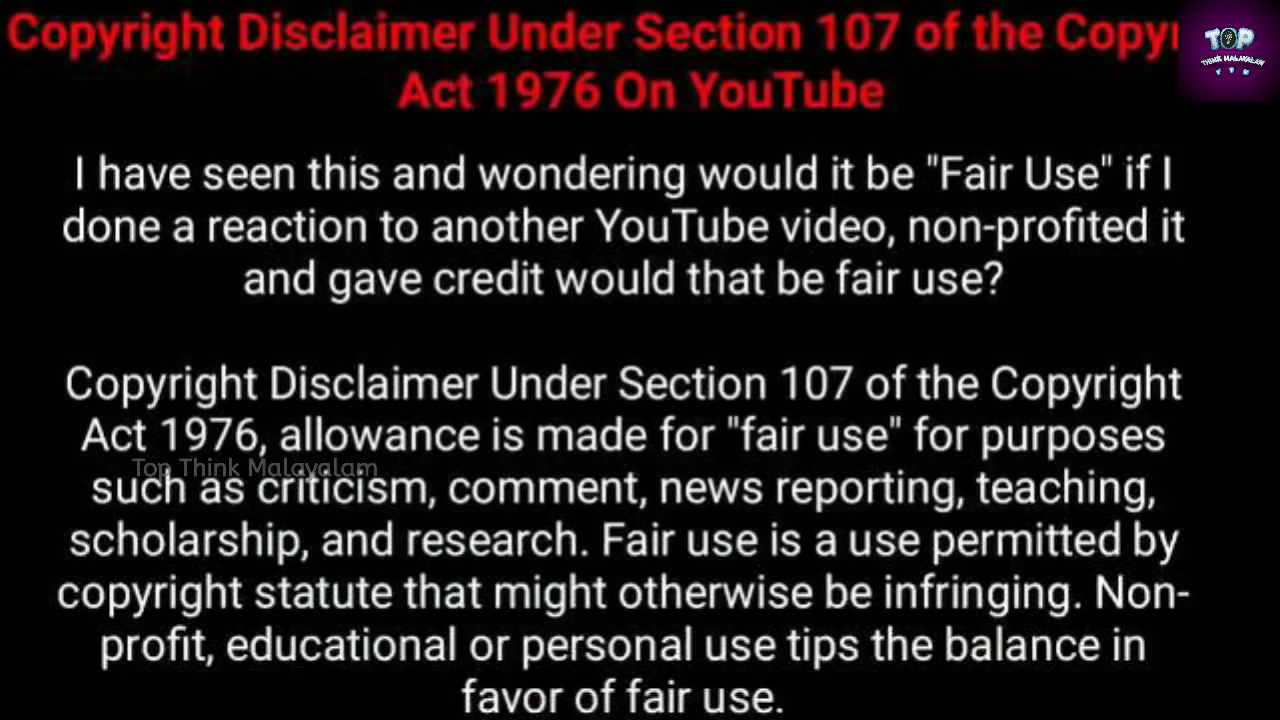 Copyright Disclaimer Under Section 107 of the Copyr
Act 1976 On YouTube
TOP
THINK MALAYALAM
I have seen this and wondering would it be "Fair Use" if I
done a reaction to another YouTube video, non-profited it
and gave credit would that be fair use?
Copyright Disclaimer Under Section 107 of the Copyright
Act 1976, allowance is made for "fair use" for purposes
Top Think Malayalam
such as criticism, comment, news reporting, teaching,
scholarship, and research. Fair use is a use permitted by
copyright statute that might otherwise be infringing. Non-
profit, educational or personal use tips the balance in
favor of fair use.